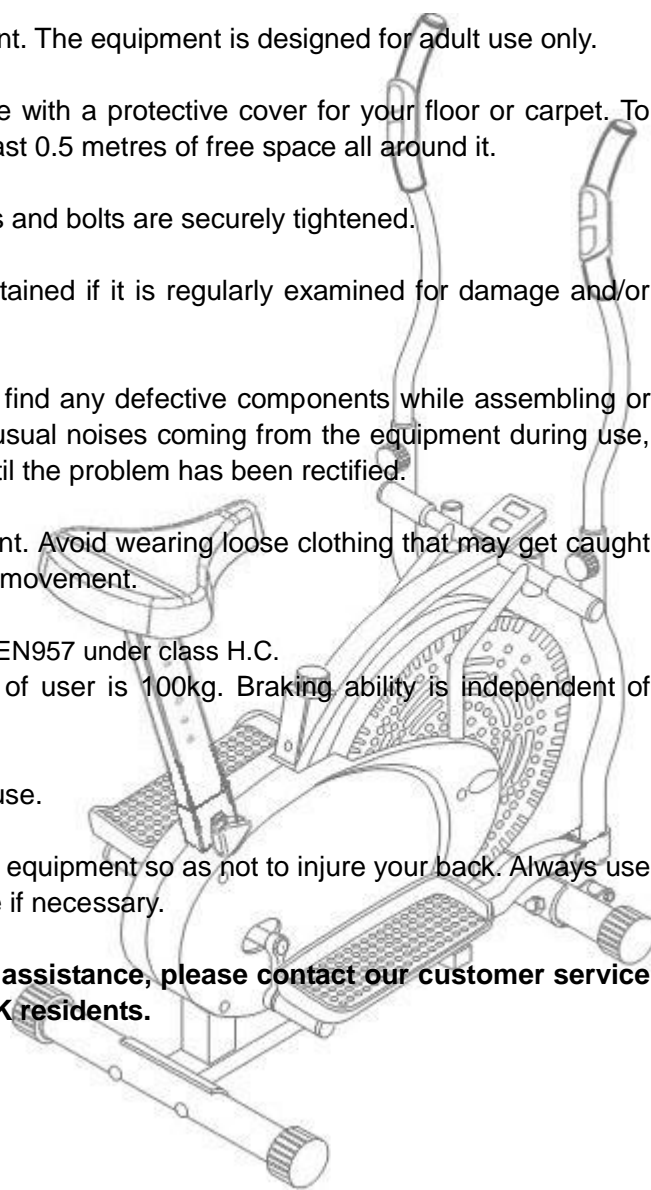 nt. The equipment is designed for adult use only.
e with a protective cover for your floor or carpet. To
ast 0.5 metres of free space all around it.
s and bolts are securely tightened.
tained if it is regularly examined for damage and/or
find any defective components while assembling or
usual noises coming from the equipment during use,
til the problem has been rectified.
nt. Avoid wearing loose clothing that may get caught
movement.
EN957 under class H.C.
of user is 100kg. Braking ability is independent of
use.
equipment so as not to injure your back. Always use
e if necessary.
assistance, please contact our customer service
K residents.